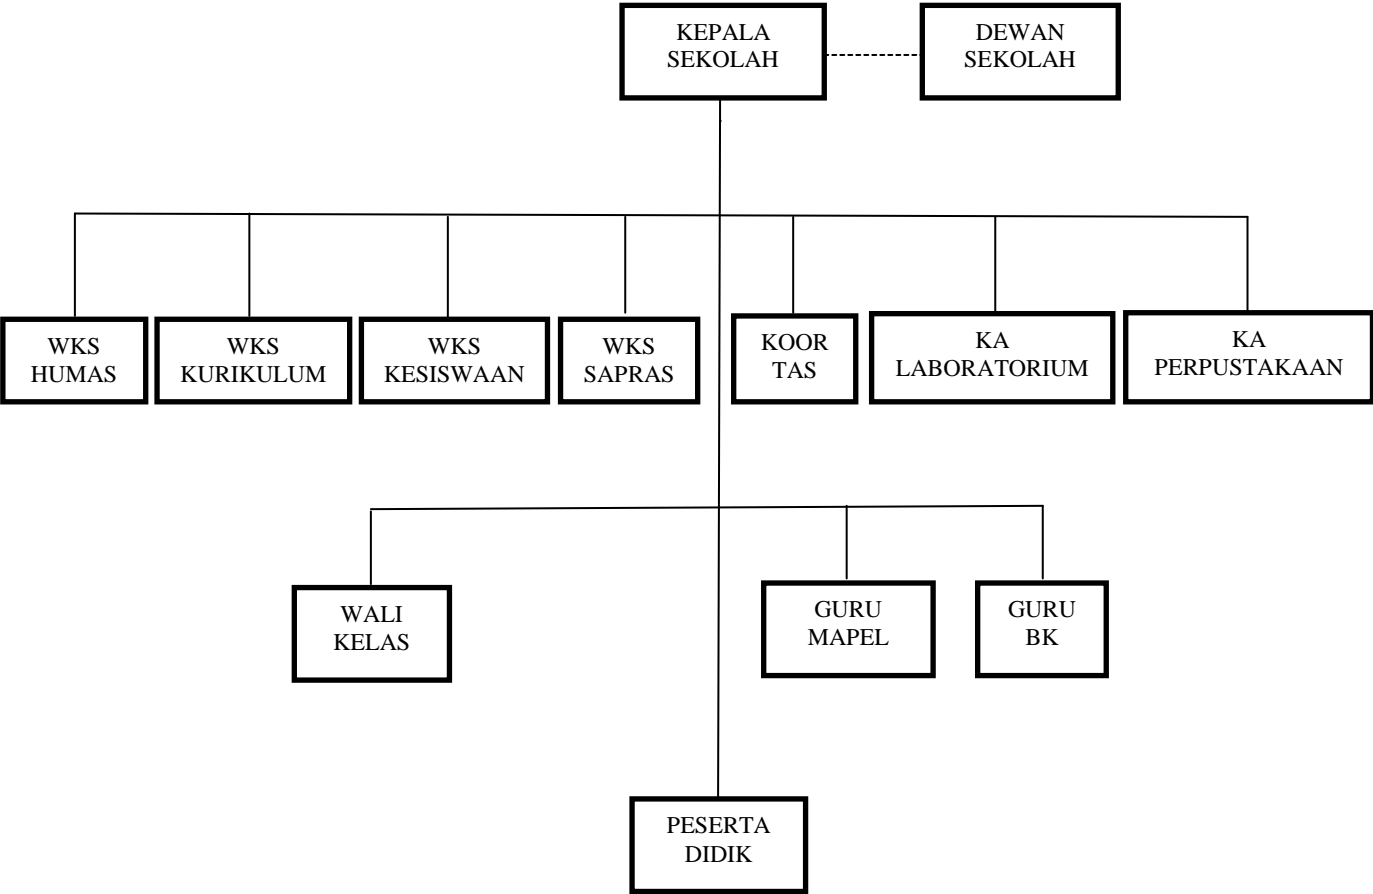 KEPALA
SEKOLAH
DEWAN
SEKOLAH
WKS
HUMAS
WKS
KURIKULUM
WKS
KESISWAAN
WKS
SAPRAS
KOOR
TAS
KA
LABORATORIUM
KA
PERPUSTAKAAN
WALI
KELAS
GURU
MAPEL
GURU
BK
PESERTA
DIDIK